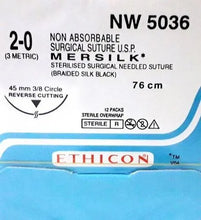 NW 5036
2-0
(3 METRIC)
NON ABSORBABLE
SURGICAL SUTURE U.S.P.
MERSILK*
STERILISED SURGICAL NEEDLED SUTURE
(BRAIDED SILK BLACK)
45 mm 3/8 Circle
REVERSE CUTTING
76 cm
12 PACKS
STERILE OVERWRAP
STERILE R
ETHICON
*TM